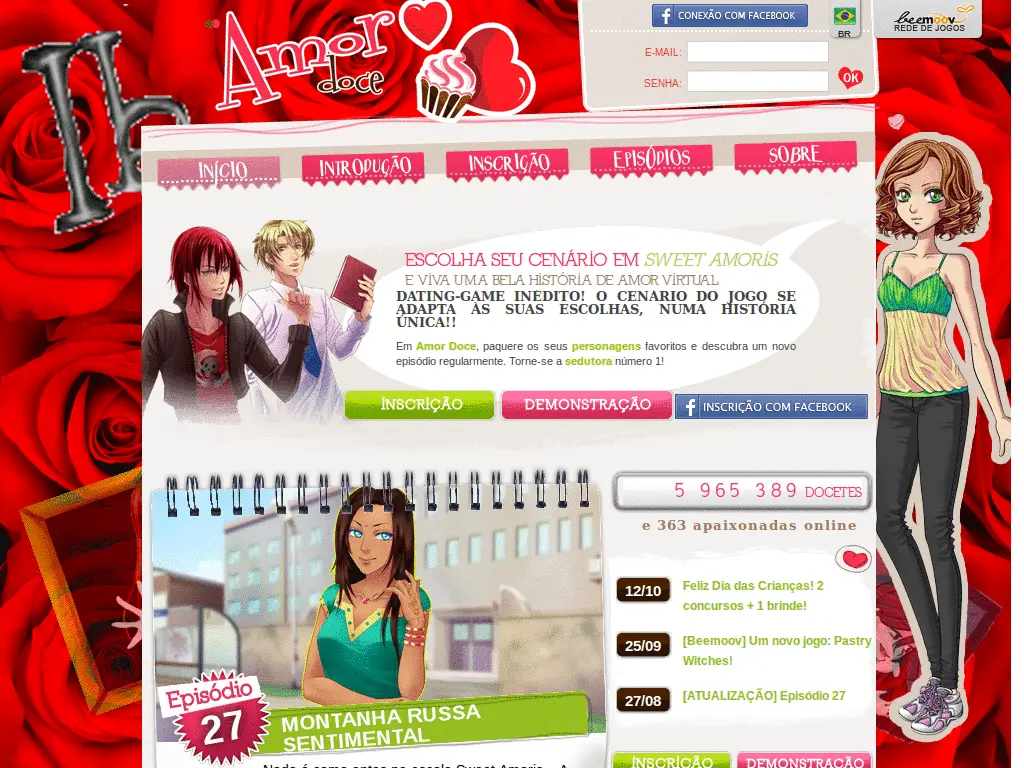 Amor
doce
CONEXÃO COM FACEBOOK
BR
beemoov
REDE DE JOGOS
E-MAIL:
SENHA:
OK
INÍCIO
INTRODUÇÃO
INSCRIÇÃO
EPISÓDIOS
SOBRE
ESCOLHA SEU CENÁRIO EM SWEET AMORIS
E VIVA UMA BELA HISTÓRIA DE AMOR VIRTUAL
DATING-GAME INÉDITO! O CENÁRIO DO JOGO SE
ADAPTA ÀS SUAS ESCOLHAS, NUMA HISTÓRIA
ÚNICA!!
Em Amor Doce, paquere os seus personagens favoritos e descubra um novo
episódio regularmente. Torne-se a sedutora número 1!
INSCRIÇÃO
DEMONSTRAÇÃO
INSCRIÇÃO COM FACEBOOK
5 965 389 DOCETES
e 363 apaixonadas online
12/10
Feliz Dia das Crianças! 2
concursos + 1 brinde!
25/09
[Beemoov] Um novo jogo: Pastry
Witches!
27/08
[ATUALIZAÇÃO] Episódio 27
Episódio
27
MONTANHA RUSSA
SENTIMENTAL
INSCRIÇÃO
DEMONSTRAÇÃO